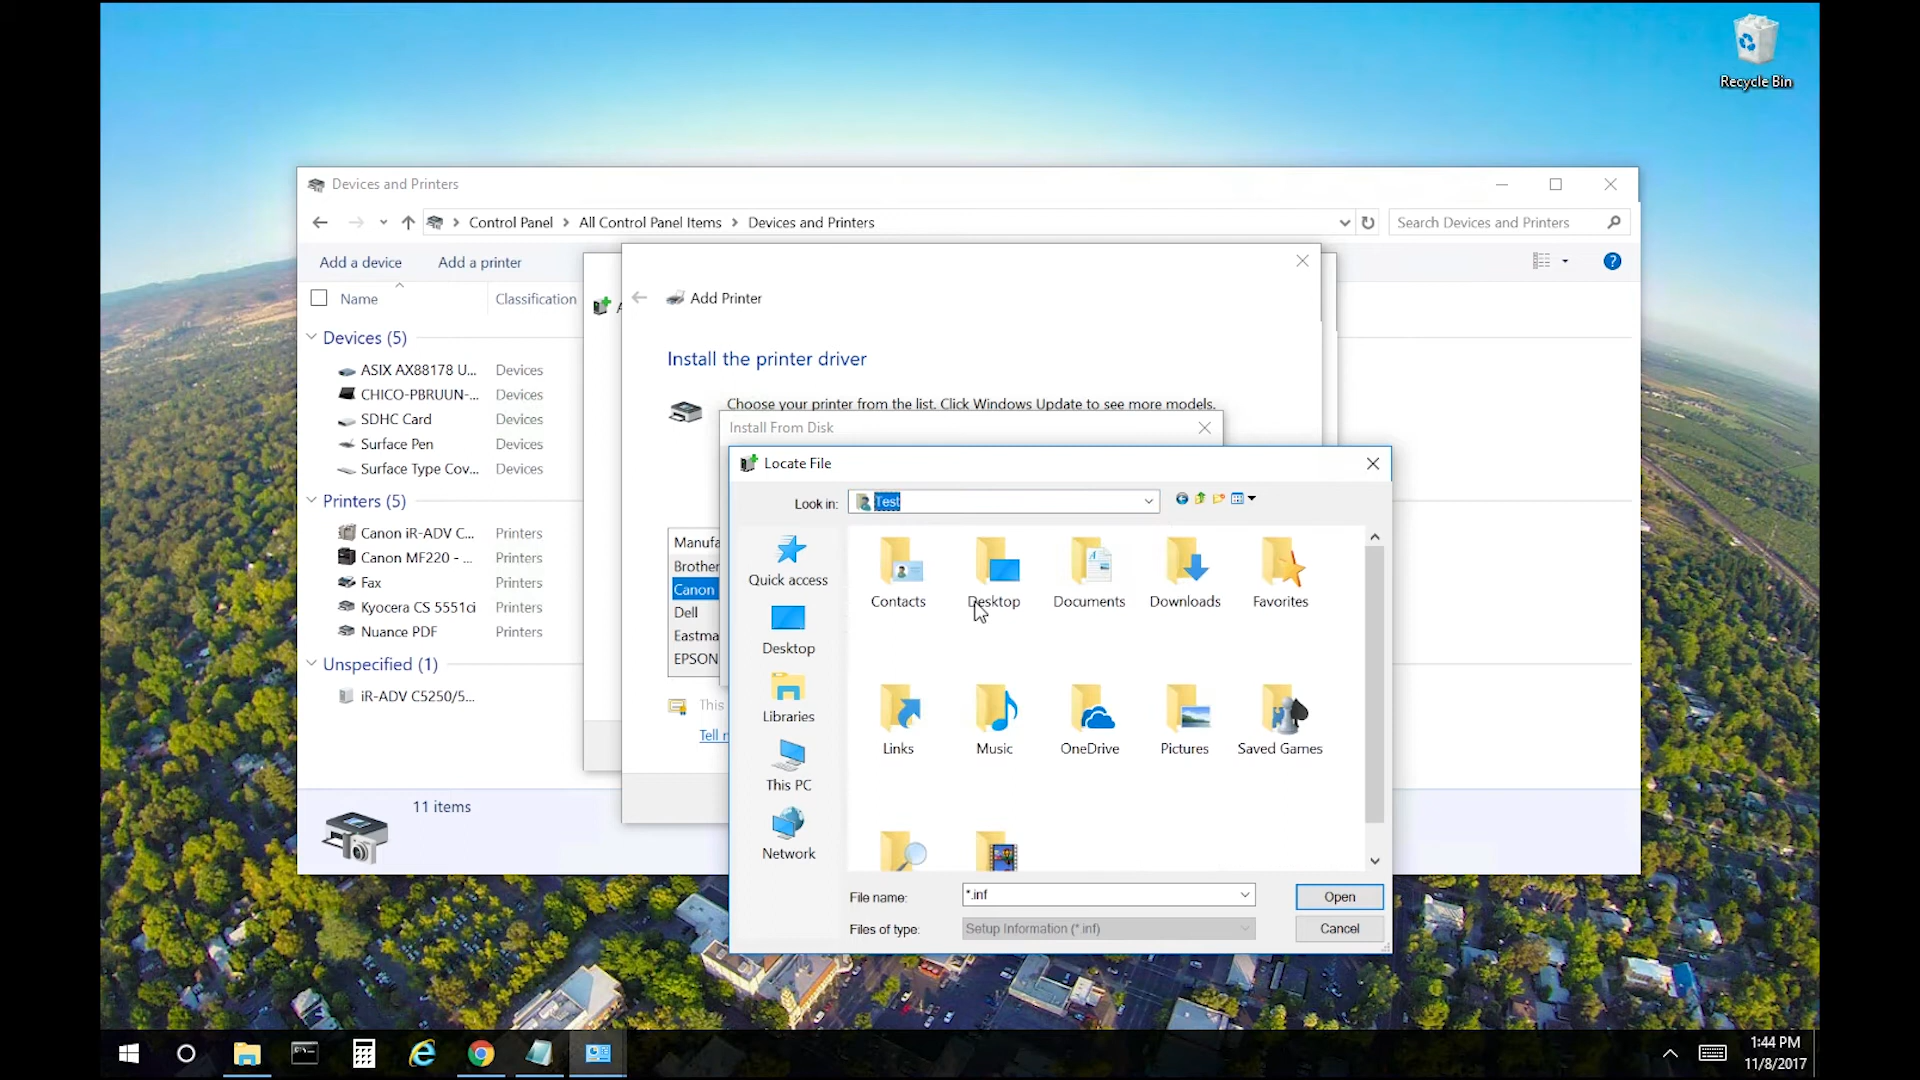 Recycle Bin
Devices and Printers
Control Panel
All Control Panel Items
Devices and Printers
Search Devices and Printers
Add a device
Add a printer
Name
Classification
Devices (5)
ASIX AX88178 U... Devices
CHICO-PBRUUN-... Devices
SDHC Card Devices
Surface Pen Devices
Surface Type Cov... Devices
Printers (5)
Canon iR-ADV C... Printers
Canon MF220 - ... Printers
Fax Printers
Kyocera CS 5551ci Printers
Nuance PDF Printers
Unspecified (1)
iR-ADV C5250/5...
11 items
Add Printer
Install the printer driver
Choose your printer from the list. Click Windows Update to see more models.
Manufa
Brother
Canon
Dell
Eastma
EPSON
This
Tell
Install From Disk
Locate File
Look in:
Test
Quick access
Desktop
Libraries
This PC
Network
Contacts
Desktop
Documents
Downloads
Favorites
Links
Music
OneDrive
Pictures
Saved Games
File name:
*.inf
Open
Files of type:
Setup Information (*.inf)
Cancel
1:44 PM
11/8/2017